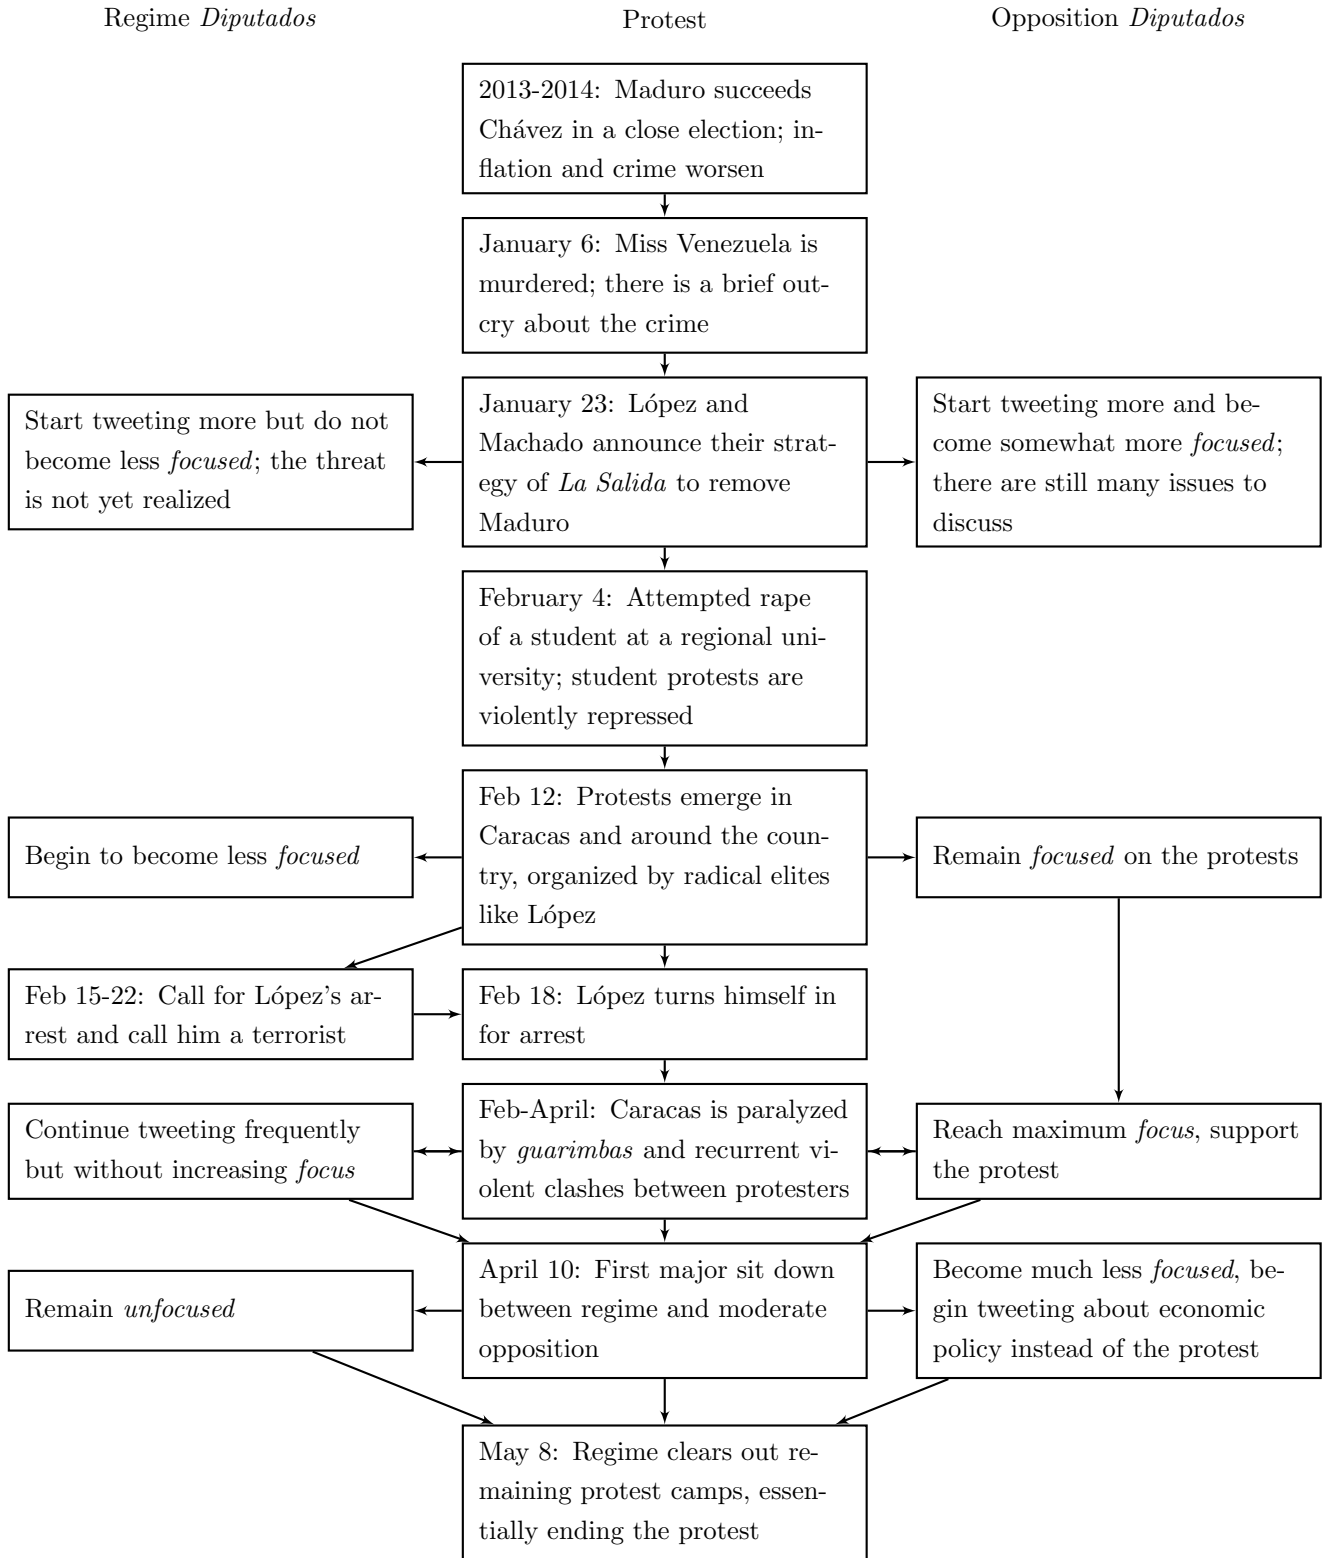 Regime Diputados
Protest
Opposition Diputados
2013-2014: Maduro succeeds
Chávez in a close election; in-
flation and crime worsen
January 6: Miss Venezuela is
murdered; there is a brief out-
cry about the crime
Start tweeting more but do not
become less focused; the threat
is not yet realized
January 23: López and
Machado announce their strat-
egy of La Salida to remove
Maduro
Start tweeting more and be-
come somewhat more focused;
there are still many issues to
discuss
February 4: Attempted rape
of a student at a regional uni-
versity; student protests are
violently repressed
Begin to become less focused
Feb 12: Protests emerge in
Caracas and around the coun-
try, organized by radical elites
like López
Remain focused on the protests
Feb 15-22: Call for López's ar-
rest and call him a terrorist
Feb 18: López turns himself in
for arrest
Continue tweeting frequently
but without increasing focus
Feb-April: Caracas is paralyzed
by guarimbas and recurrent vi-
olent clashes between protesters
Reach maximum focus, support
the protest
Remain unfocused
April 10: First major sit down
between regime and moderate
opposition
Become much less focused, be-
gin tweeting about economic
policy instead of the protest
May 8: Regime clears out re-
maining protest camps, essen-
tially ending the protest